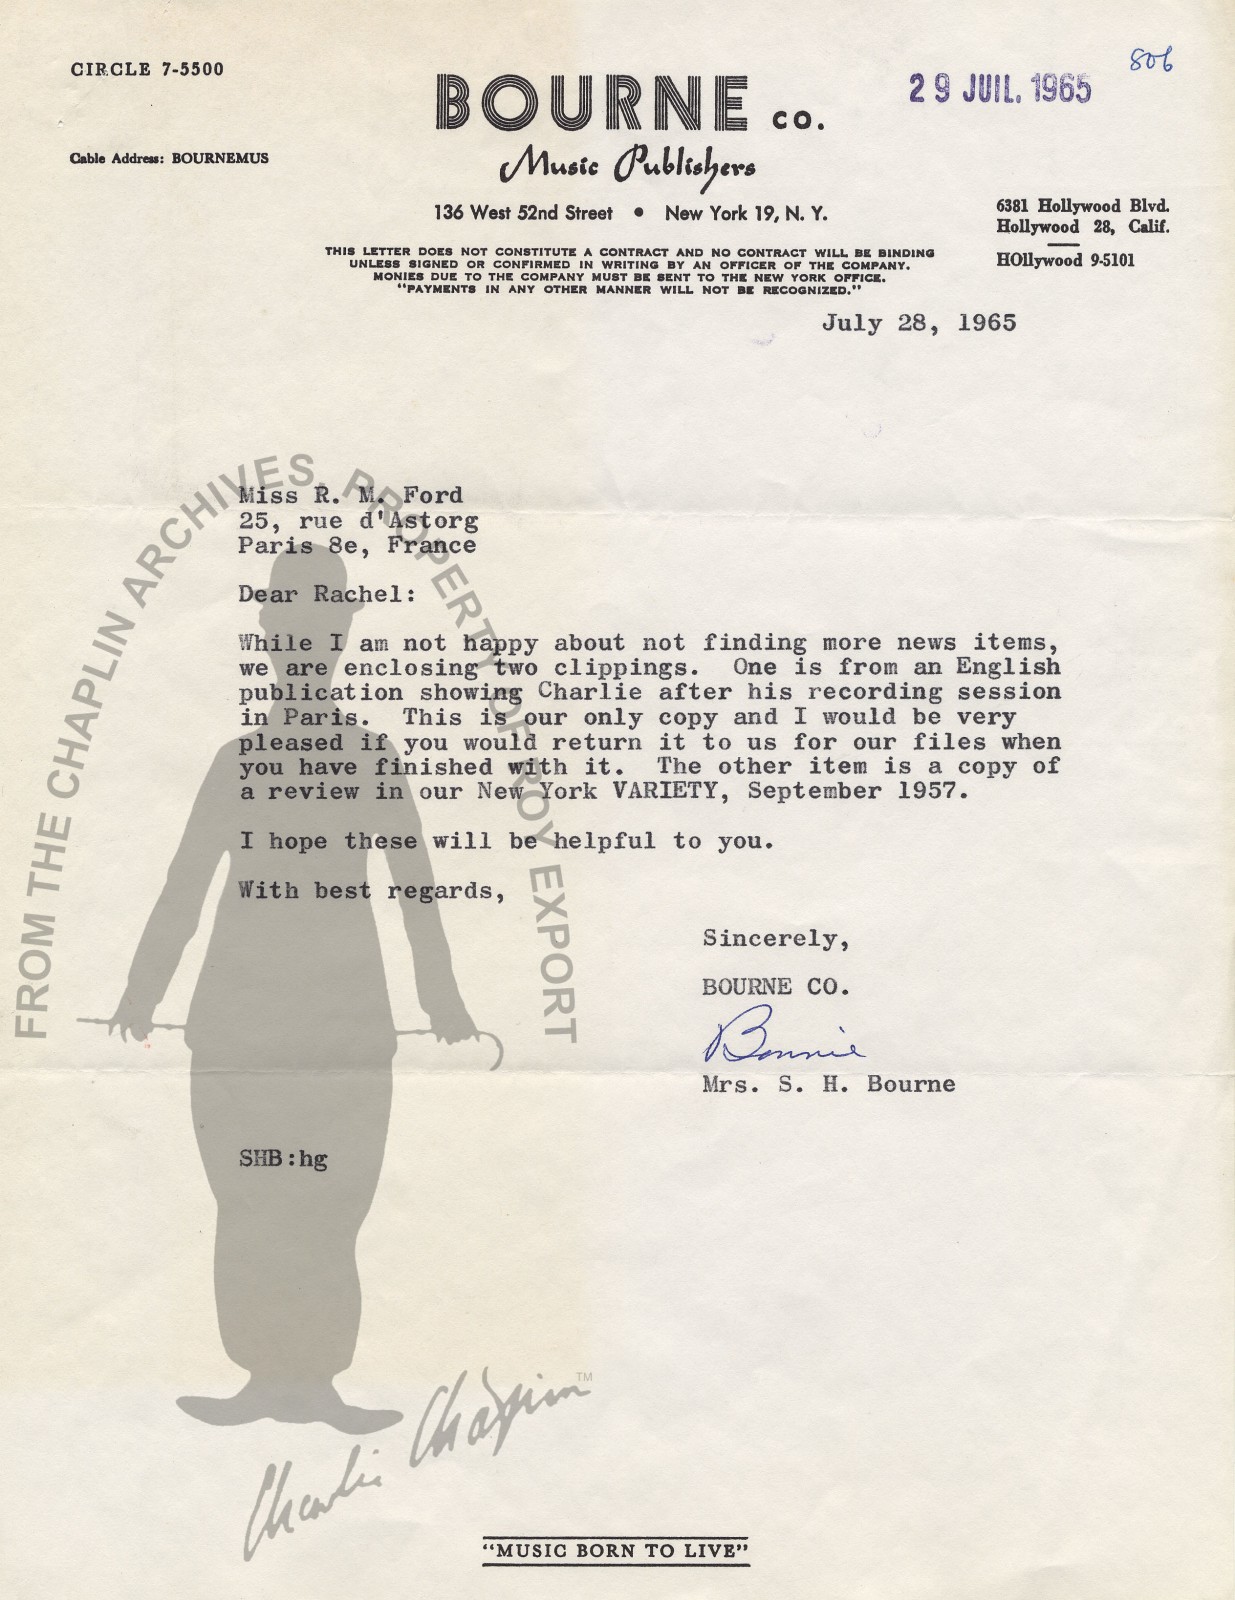 CIRCLE 7-5500
806
29 JUIL. 1965
BOURNE CO.
Cable Address: BOURNEMUS
Music Publishers
136 West 52nd Street • New York 19, N. Y.
6381 Hollywood Blvd.
Hollywood 28, Calif.
HOllywood 9-5101
THIS LETTER DOES NOT CONSTITUTE A CONTRACT AND NO CONTRACT WILL BE BINDING
UNLESS SIGNED OR CONFIRMED IN WRITING BY AN OFFICER OF THE COMPANY.
MONIES DUE TO THE COMPANY MUST BE SENT TO THE NEW YORK OFFICE.
"PAYMENTS IN ANY OTHER MANNER WILL NOT BE RECOGNIZED."
July 28, 1965
FROM THE CHAPLIN ARCHIVES, PROPERTY OF ROY EXPORT
Miss R. M. Ford
25, rue d'Astorg
Paris 8e, France
Dear Rachel:
While I am not happy about not finding more news items,
we are enclosing two clippings. One is from an English
publication showing Charlie after his recording session
in Paris. This is our only copy and I would be very
pleased if you would return it to us for our files when
you have finished with it. The other item is a copy of
a review in our New York VARIETY, September 1957.
I hope these will be helpful to you.
With best regards,
Sincerely,
BOURNE CO.
Bonnie
Mrs. S. H. Bourne
SHB:hg
Charlie Chaplin TM
"MUSIC BORN TO LIVE"